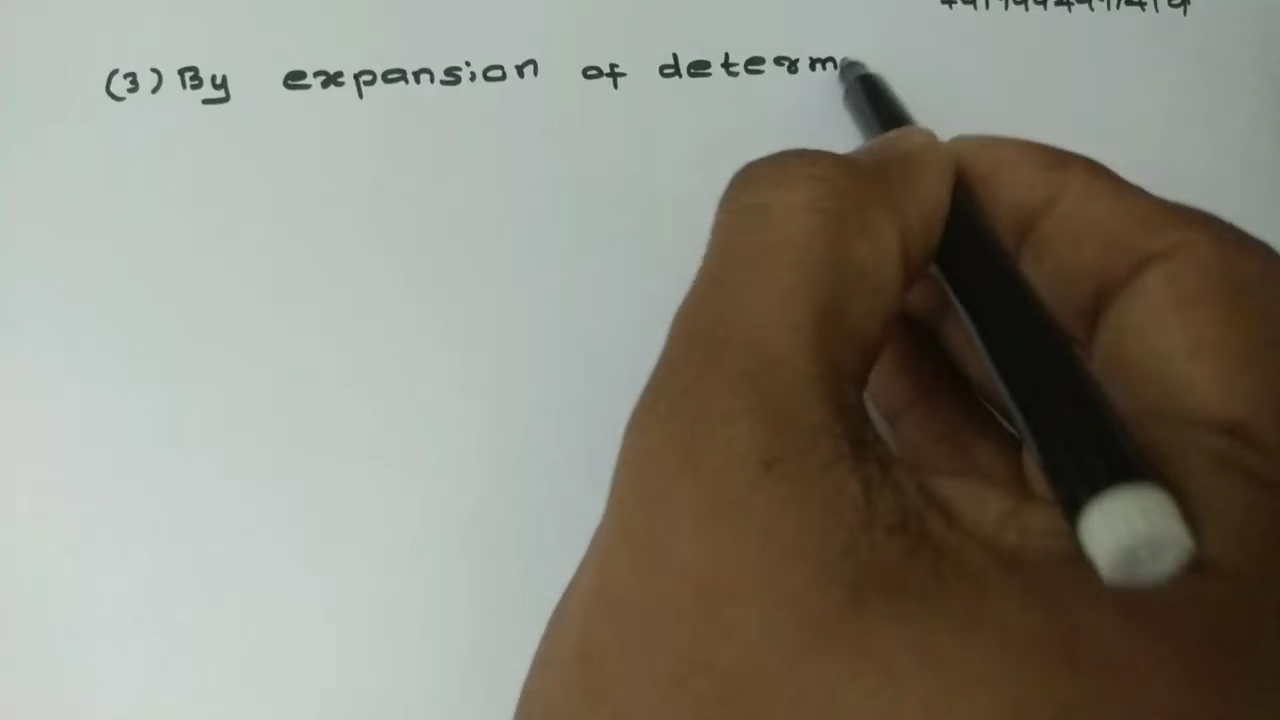 (3) By expansion of determ